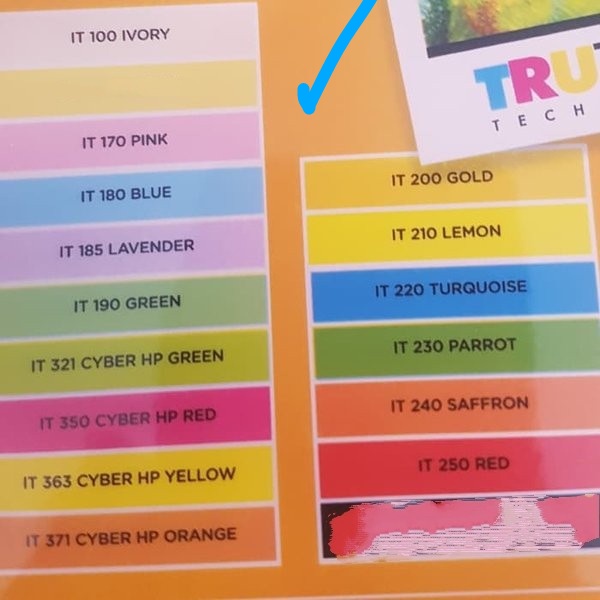 IT 100 IVORY
IT 170 PINK
IT 180 BLUE
IT 185 LAVENDER
IT 190 GREEN
IT 321 CYBER HP GREEN
IT 350 CYBER HP RED
IT 363 CYBER HP YELLOW
IT 371 CYBER HP ORANGE
TRU
TECH
IT 200 GOLD
IT 210 LEMON
IT 220 TURQUOISE
IT 230 PARROT
IT 240 SAFFRON
IT 250 RED